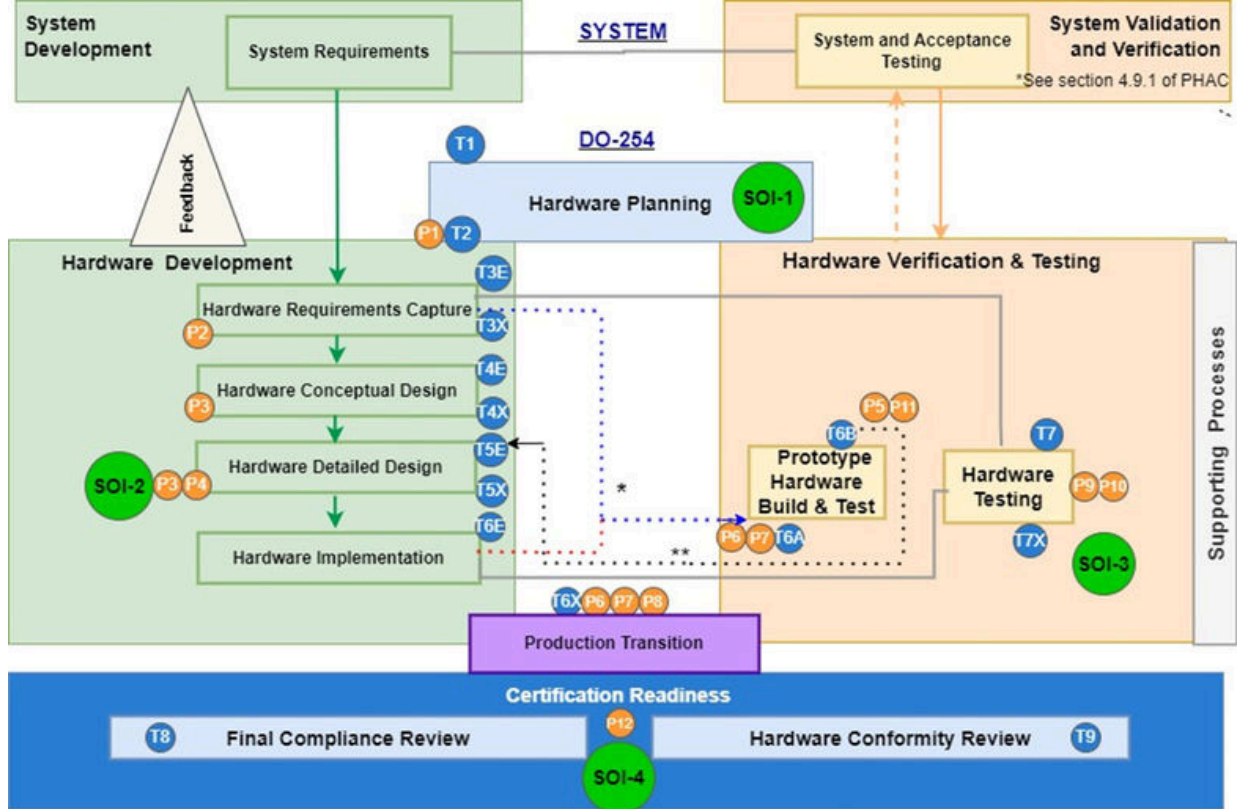 System
Development
System Requirements
SYSTEM
System and Acceptance
Testing
System Validation
and Verification
*See section 4.9.1 of PHAC
Feedback
T1
DO-254
Hardware Planning
SOI-1
P1
T2
Hardware Development
T3E
Hardware Requirements Capture
T3X
P2
T4E
Hardware Conceptual Design
P3
T4X
T5E
Hardware Detailed Design
SOI-2
P3
P4
T5X
T6E
Hardware Implementation
*
**
Hardware Verification & Testing
P5
P11
T6B
Prototype
Hardware
Build & Test
P6
P7
T6A
T7
Hardware
Testing
P9
P10
T7X
SOI-3
Supporting Processes
T6X
P6
P7
P8
Production Transition
Certification Readiness
T8
Final Compliance Review
P12
SOI-4
Hardware Conformity Review
T9